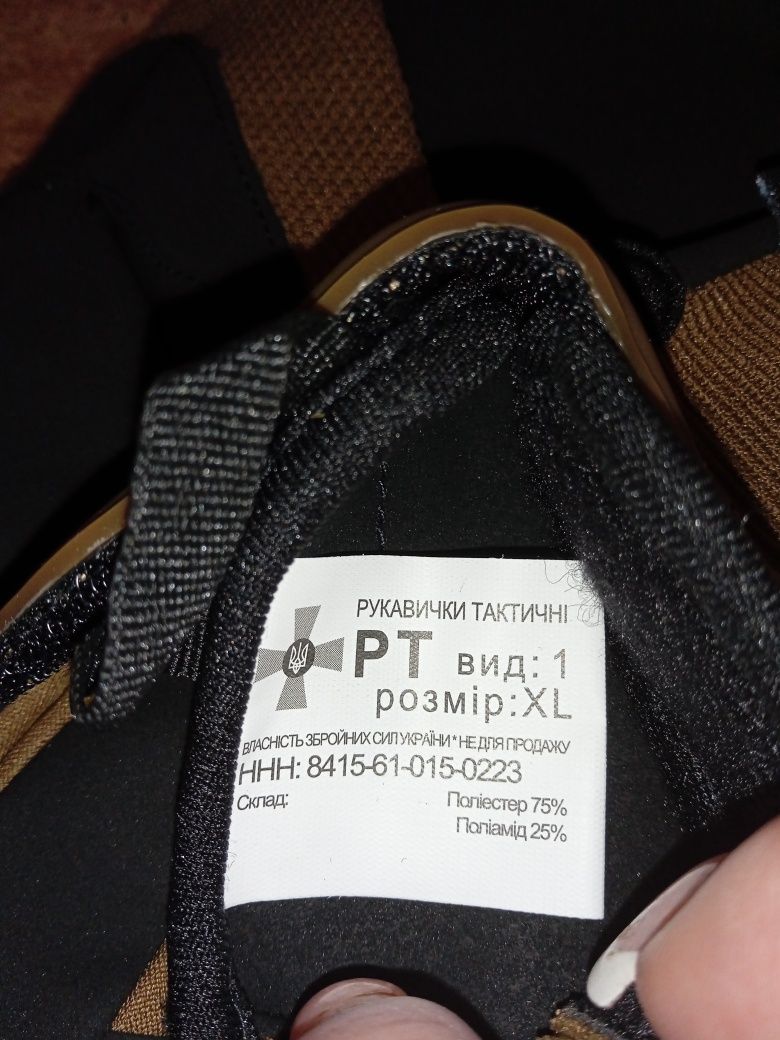 РУКАВИЧКИ ТАКТИЧНІ
РТ вид: 1
розмір:XL
ВЛАСНІСТЬ ЗБРОЙНИХ СИЛ УКРАЇНИ * НЕ ДЛЯ ПРОДАЖУ
ННН: 8415-61-015-0223
Склад: Поліестер 75%
Поліамід 25%